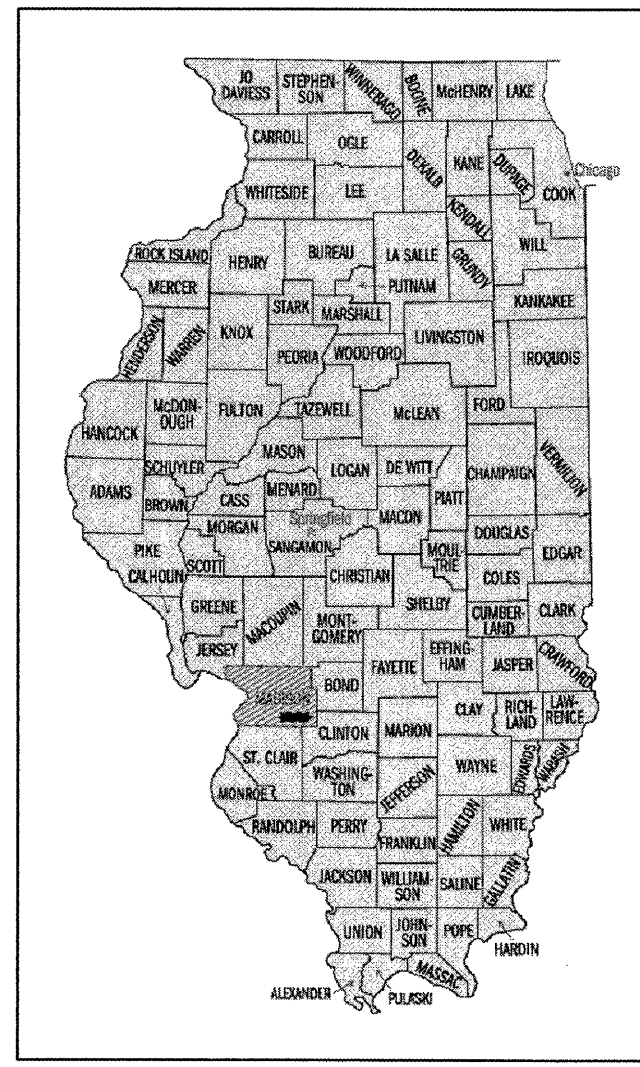 JO
DAVIESS
STEPHEN-
SON
WINNEBAGO
BOONE
McHENRY
LAKE
CARROLL
OGLE
DEKALB
KANE
DUPAGE
Chicago
COOK
WHITESIDE
LEE
KENDALL
WILL
ROCK ISLAND
HENRY
BUREAU
LA SALLE
GRUNDY
MERCER
PUTNAM
KANKAKEE
STARK
MARSHALL
HENDERSON
WARREN
KNOX
PEORIA
WOODFORD
LIVINGSTON
IROQUOIS
HANCOCK
McDON-
OUGH
FULTON
TAZEWELL
McLEAN
FORD
MASON
VERMILION
SCHUYLER
LOGAN
DE WITT
CHAMPAIGN
ADAMS
BROWN
CASS
MENARD
PIATT
MORGAN
Springfield
SANGAMON
MACON
DOUGLAS
PIKE
SCOTT
CHRISTIAN
MOUL-
TRIE
EDGAR
CALHOUN
COLES
GREENE
MACOUPIN
MONT-
GOMERY
SHELBY
CUMBER-
LAND
CLARK
JERSEY
FAYETTE
EFFING-
HAM
JASPER
CRAWFORD
MADISON
BOND
CLAY
RICH-
LAND
LAW-
RENCE
CLINTON
MARION
ST. CLAIR
WAYNE
EDWARDS
WABASH
WASHING-
TON
JEFFERSON
MONROE
RANDOLPH
PERRY
HAMILTON
WHITE
FRANKLIN
JACKSON
WILLIAM-
SON
SALINE
GALLATIN
UNION
JOHN-
SON
POPE
HARDIN
MASSAC
ALEXANDER
PULASKI